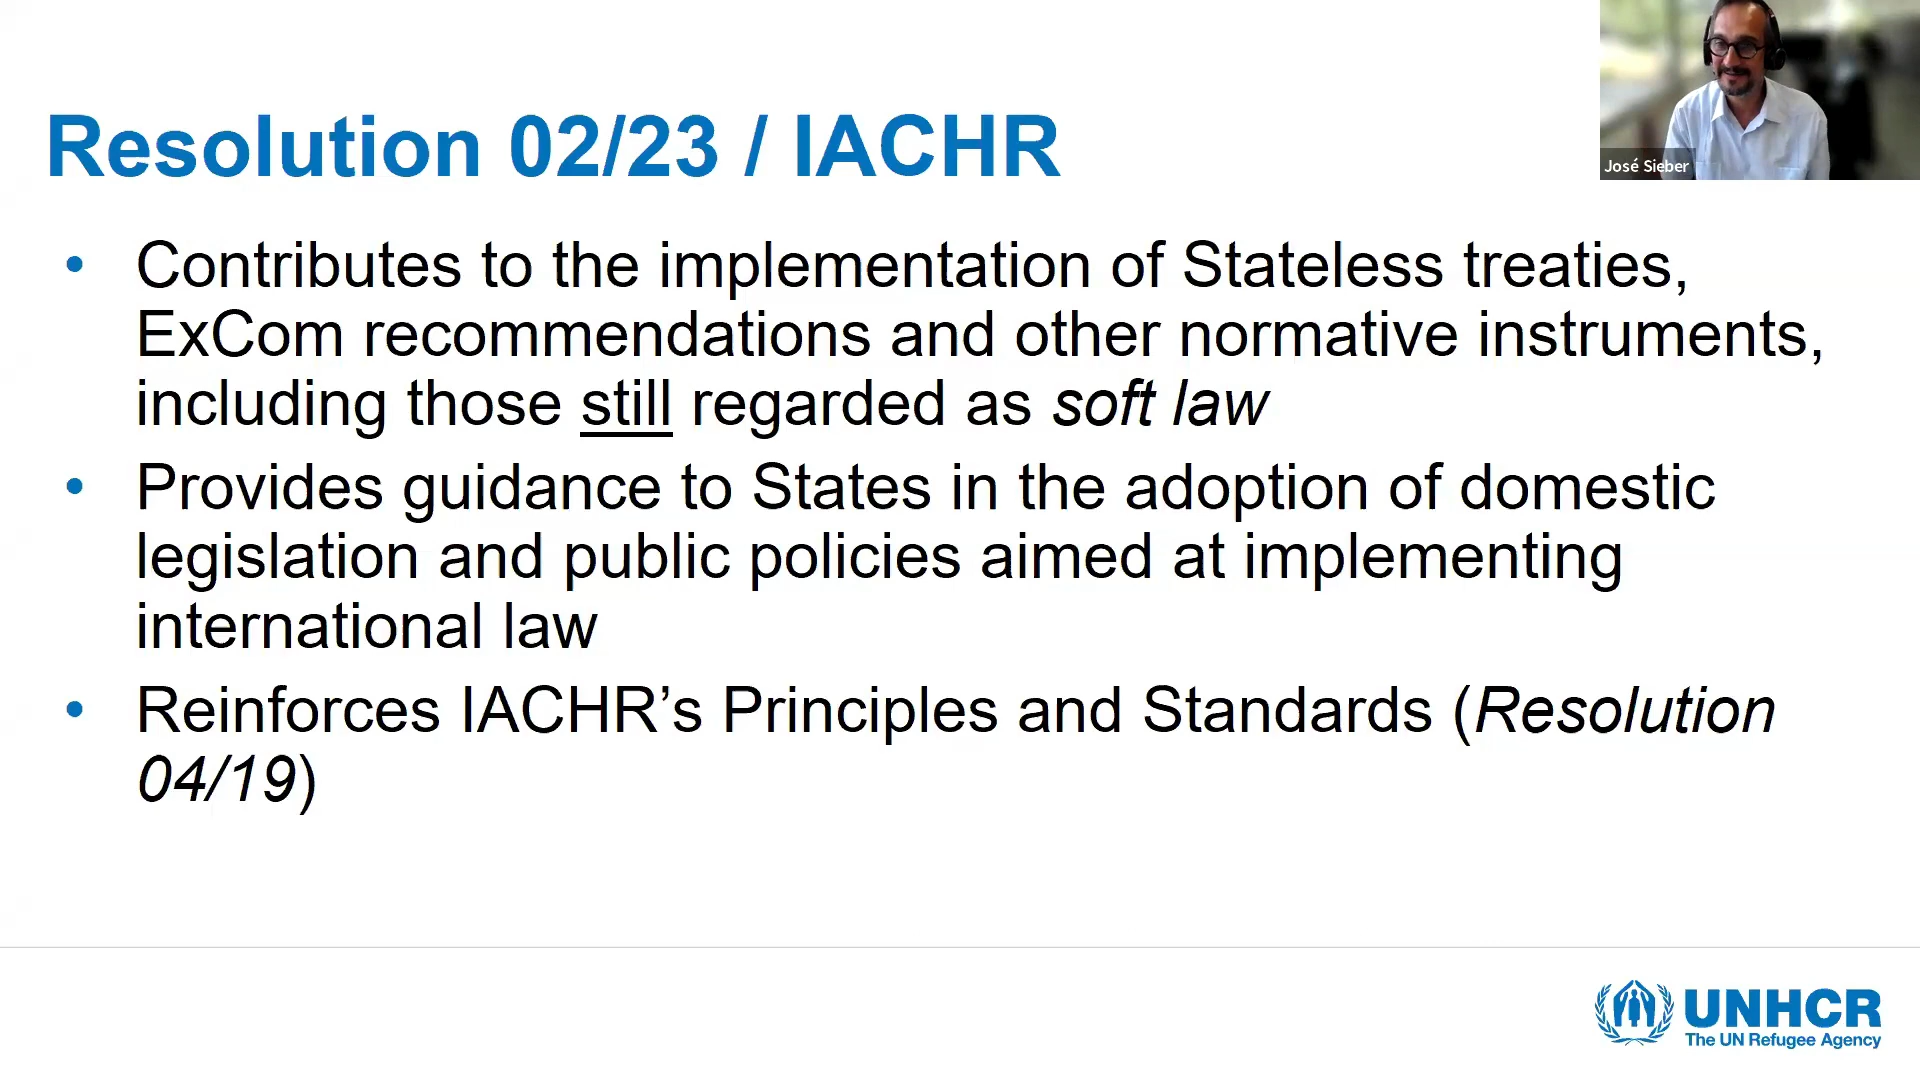 José Sieber
Resolution 02/23 / IACHR
• Contributes to the implementation of Stateless treaties,
ExCom recommendations and other normative instruments,
including those still regarded as soft law
• Provides guidance to States in the adoption of domestic
legislation and public policies aimed at implementing
international law
• Reinforces IACHR’s Principles and Standards (Resolution
04/19)
UNHCR
The UN Refugee Agency